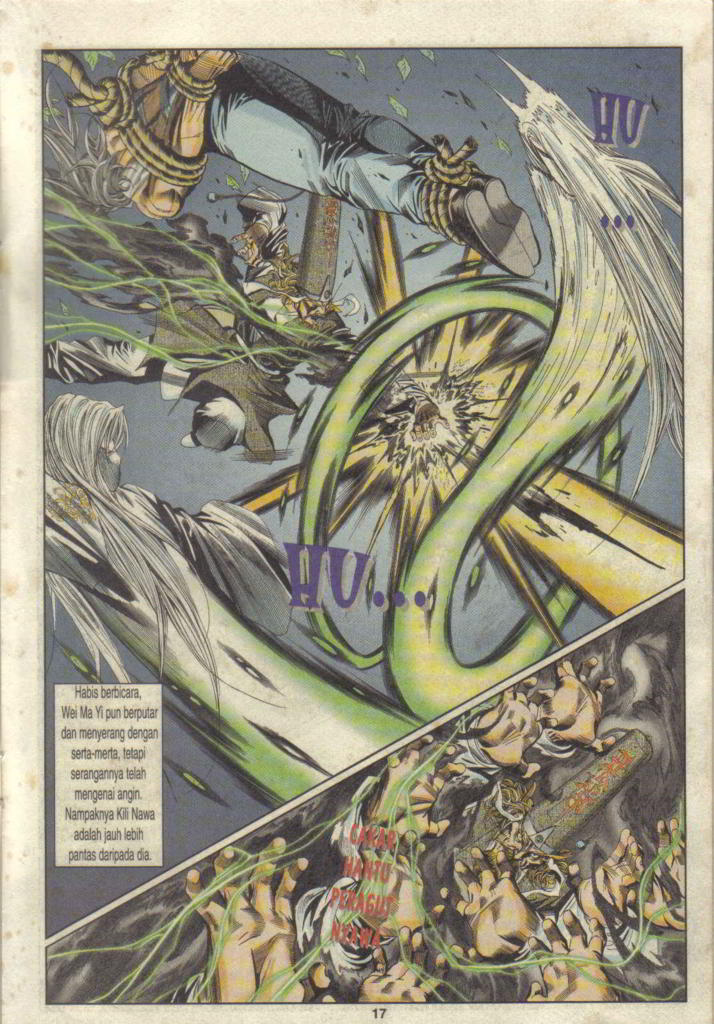 HU
...
HU...
Habis berbicara,
Wei Ma Yi pun berputar
dan menyerang dengan
serta-merta, tetapi
serangannya telah
mengenai angin.
Nampaknya Kili Nawa
adalah jauh lebih
pantas daripada dia.
CAKAR
HANTU
PERAGUT
NYAWA
17